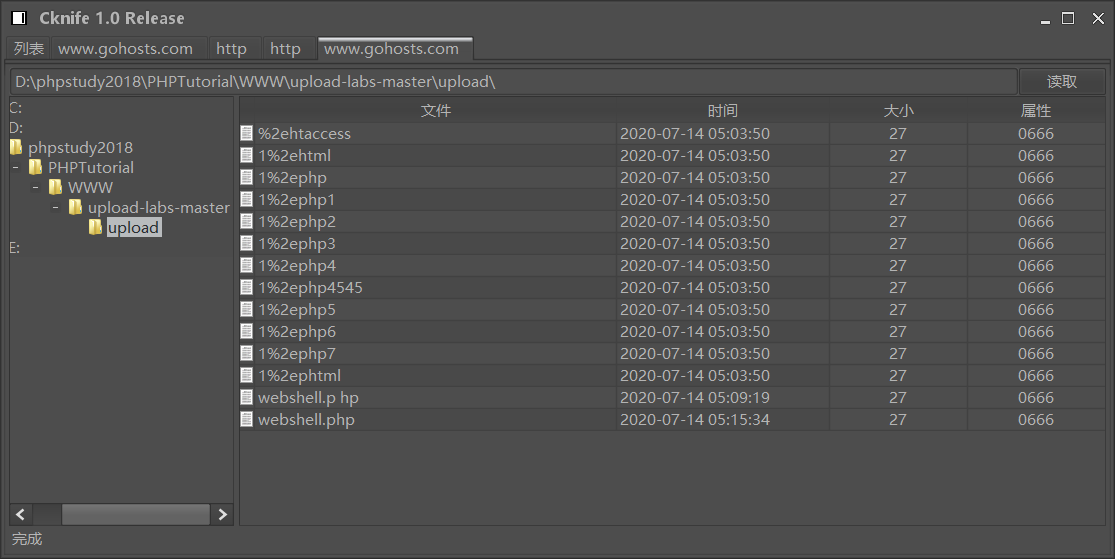 Cknife 1.0 Release
列表 www.gohosts.com http http www.gohosts.com
D:\phpstudy2018\PHPTutorial\WWW\upload-labs-master\upload\ 读取
C:
D:
phpstudy2018
PHPTutorial
WWW
upload-labs-master
upload
E:
文件 时间 大小 属性
%2ehtaccess 2020-07-14 05:03:50 27 0666
1%2ehtml 2020-07-14 05:03:50 27 0666
1%2ephp 2020-07-14 05:03:50 27 0666
1%2ephp1 2020-07-14 05:03:50 27 0666
1%2ephp2 2020-07-14 05:03:50 27 0666
1%2ephp3 2020-07-14 05:03:50 27 0666
1%2ephp4 2020-07-14 05:03:50 27 0666
1%2ephp4545 2020-07-14 05:03:50 27 0666
1%2ephp5 2020-07-14 05:03:50 27 0666
1%2ephp6 2020-07-14 05:03:50 27 0666
1%2ephp7 2020-07-14 05:03:50 27 0666
1%2ephtml 2020-07-14 05:03:50 27 0666
webshell.p hp 2020-07-14 05:09:19 27 0666
webshell.php 2020-07-14 05:15:34 27 0666
完成